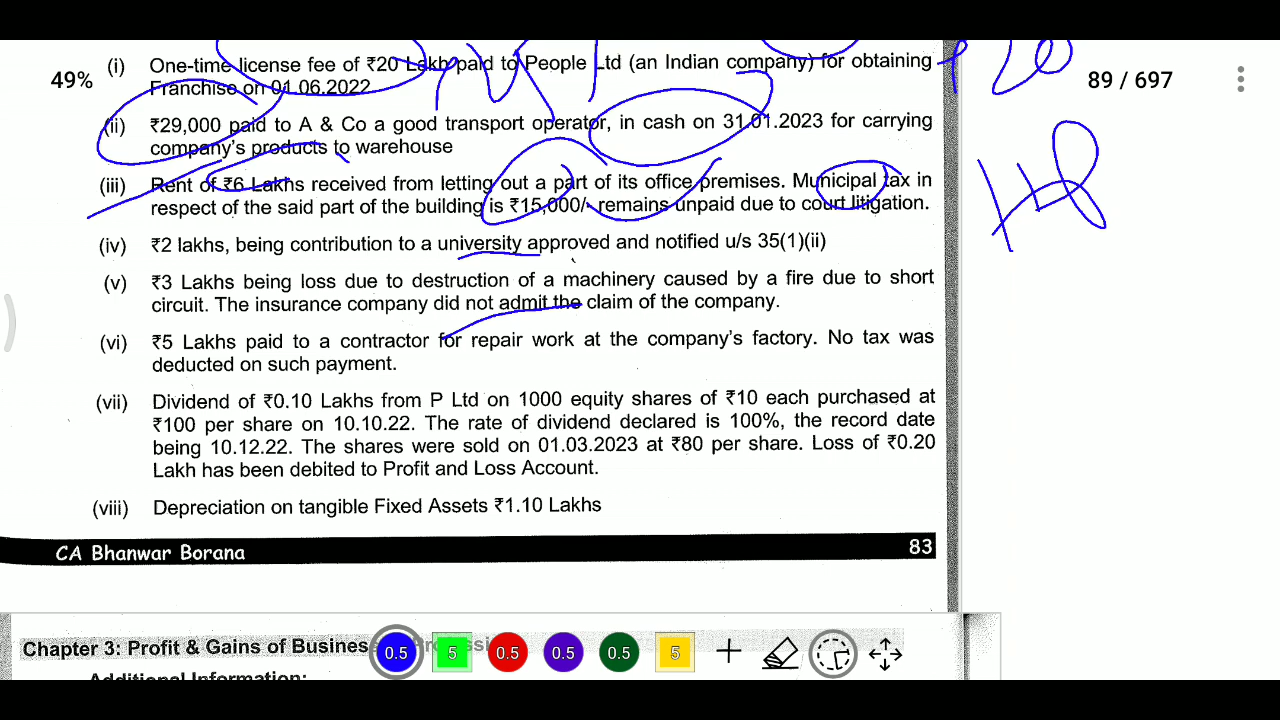 (i) One-time license fee of ₹20 Lakh paid to People Ltd (an Indian company) for obtaining
49%
Franchise on 01.06.2022
89 / 697
(ii) ₹29,000 paid to A & Co a good transport operator, in cash on 31.01.2023 for carrying
company's products to warehouse
(iii) Rent of ₹6 Lakhs received from letting out a part of its office premises. Municipal tax in
respect of the said part of the building is ₹15,000/- remains unpaid due to court litigation.
HP
(iv) ₹2 lakhs, being contribution to a university approved and notified u/s 35(1)(ii)
(v) ₹3 Lakhs being loss due to destruction of a machinery caused by a fire due to short
circuit. The insurance company did not admit the claim of the company.
(vi) ₹5 Lakhs paid to a contractor for repair work at the company's factory. No tax was
deducted on such payment.
(vii) Dividend of ₹0.10 Lakhs from P Ltd on 1000 equity shares of ₹10 each purchased at
₹100 per share on 10.10.22. The rate of dividend declared is 100%, the record date
being 10.12.22. The shares were sold on 01.03.2023 at ₹80 per share. Loss of ₹0.20
Lakh has been debited to Profit and Loss Account.
(viii) Depreciation on tangible Fixed Assets ₹1.10 Lakhs
CA Bhanwar Borana 83
Chapter 3: Profit & Gains of Business
0.5 5 0.5 0.5 0.5 5
Additional Information: